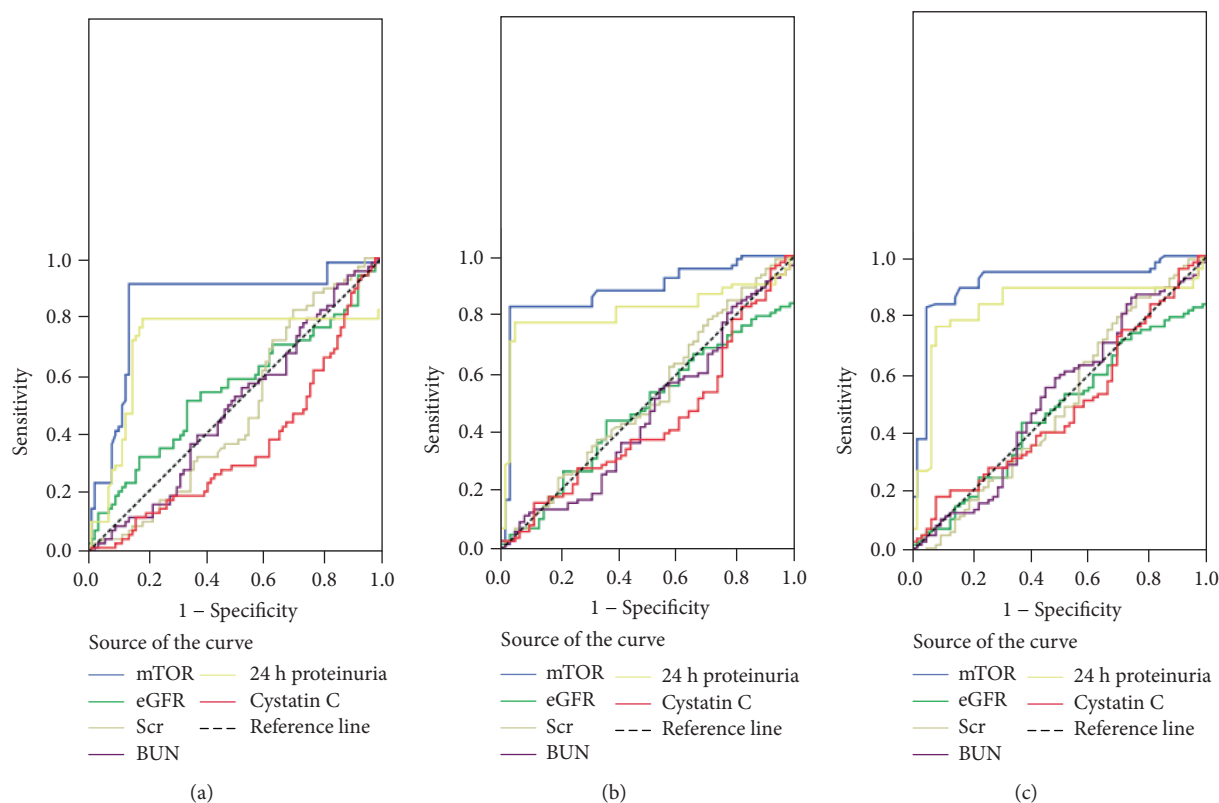 Sensitivity
1.0
0.8
0.6
0.4
0.2
0.0
0.0 0.2 0.4 0.6 0.8 1.0
1 − Specificity
Source of the curve
mTOR 24 h proteinuria
eGFR Cystatin C
Scr Reference line
BUN
(a)
Sensitivity
1.0
0.8
0.6
0.4
0.2
0.0
0.0 0.2 0.4 0.6 0.8 1.0
1 − Specificity
Source of the curve
mTOR 24 h proteinuria
eGFR Cystatin C
Scr Reference line
BUN
(b)
Sensitivity
1.0
0.8
0.6
0.4
0.2
0.0
0.0 0.2 0.4 0.6 0.8 1.0
1 − Specificity
Source of the curve
mTOR 24 h proteinuria
eGFR Cystatin C
Scr Reference line
BUN
(c)